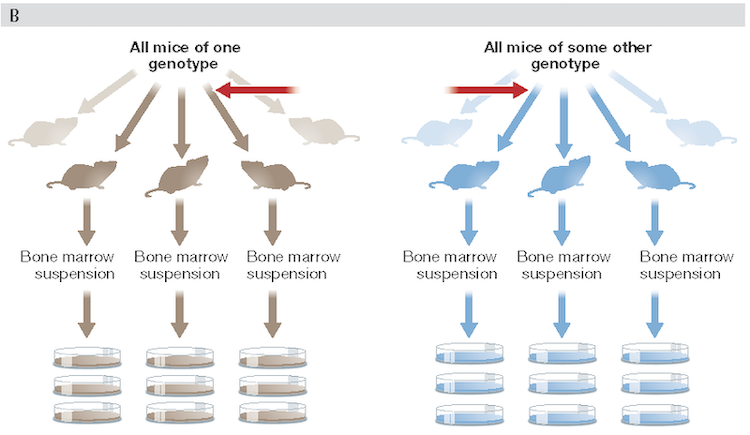 B
All mice of one
genotype
All mice of some other
genotype
Bone marrow
suspension
Bone marrow
suspension
Bone marrow
suspension
Bone marrow
suspension
Bone marrow
suspension
Bone marrow
suspension